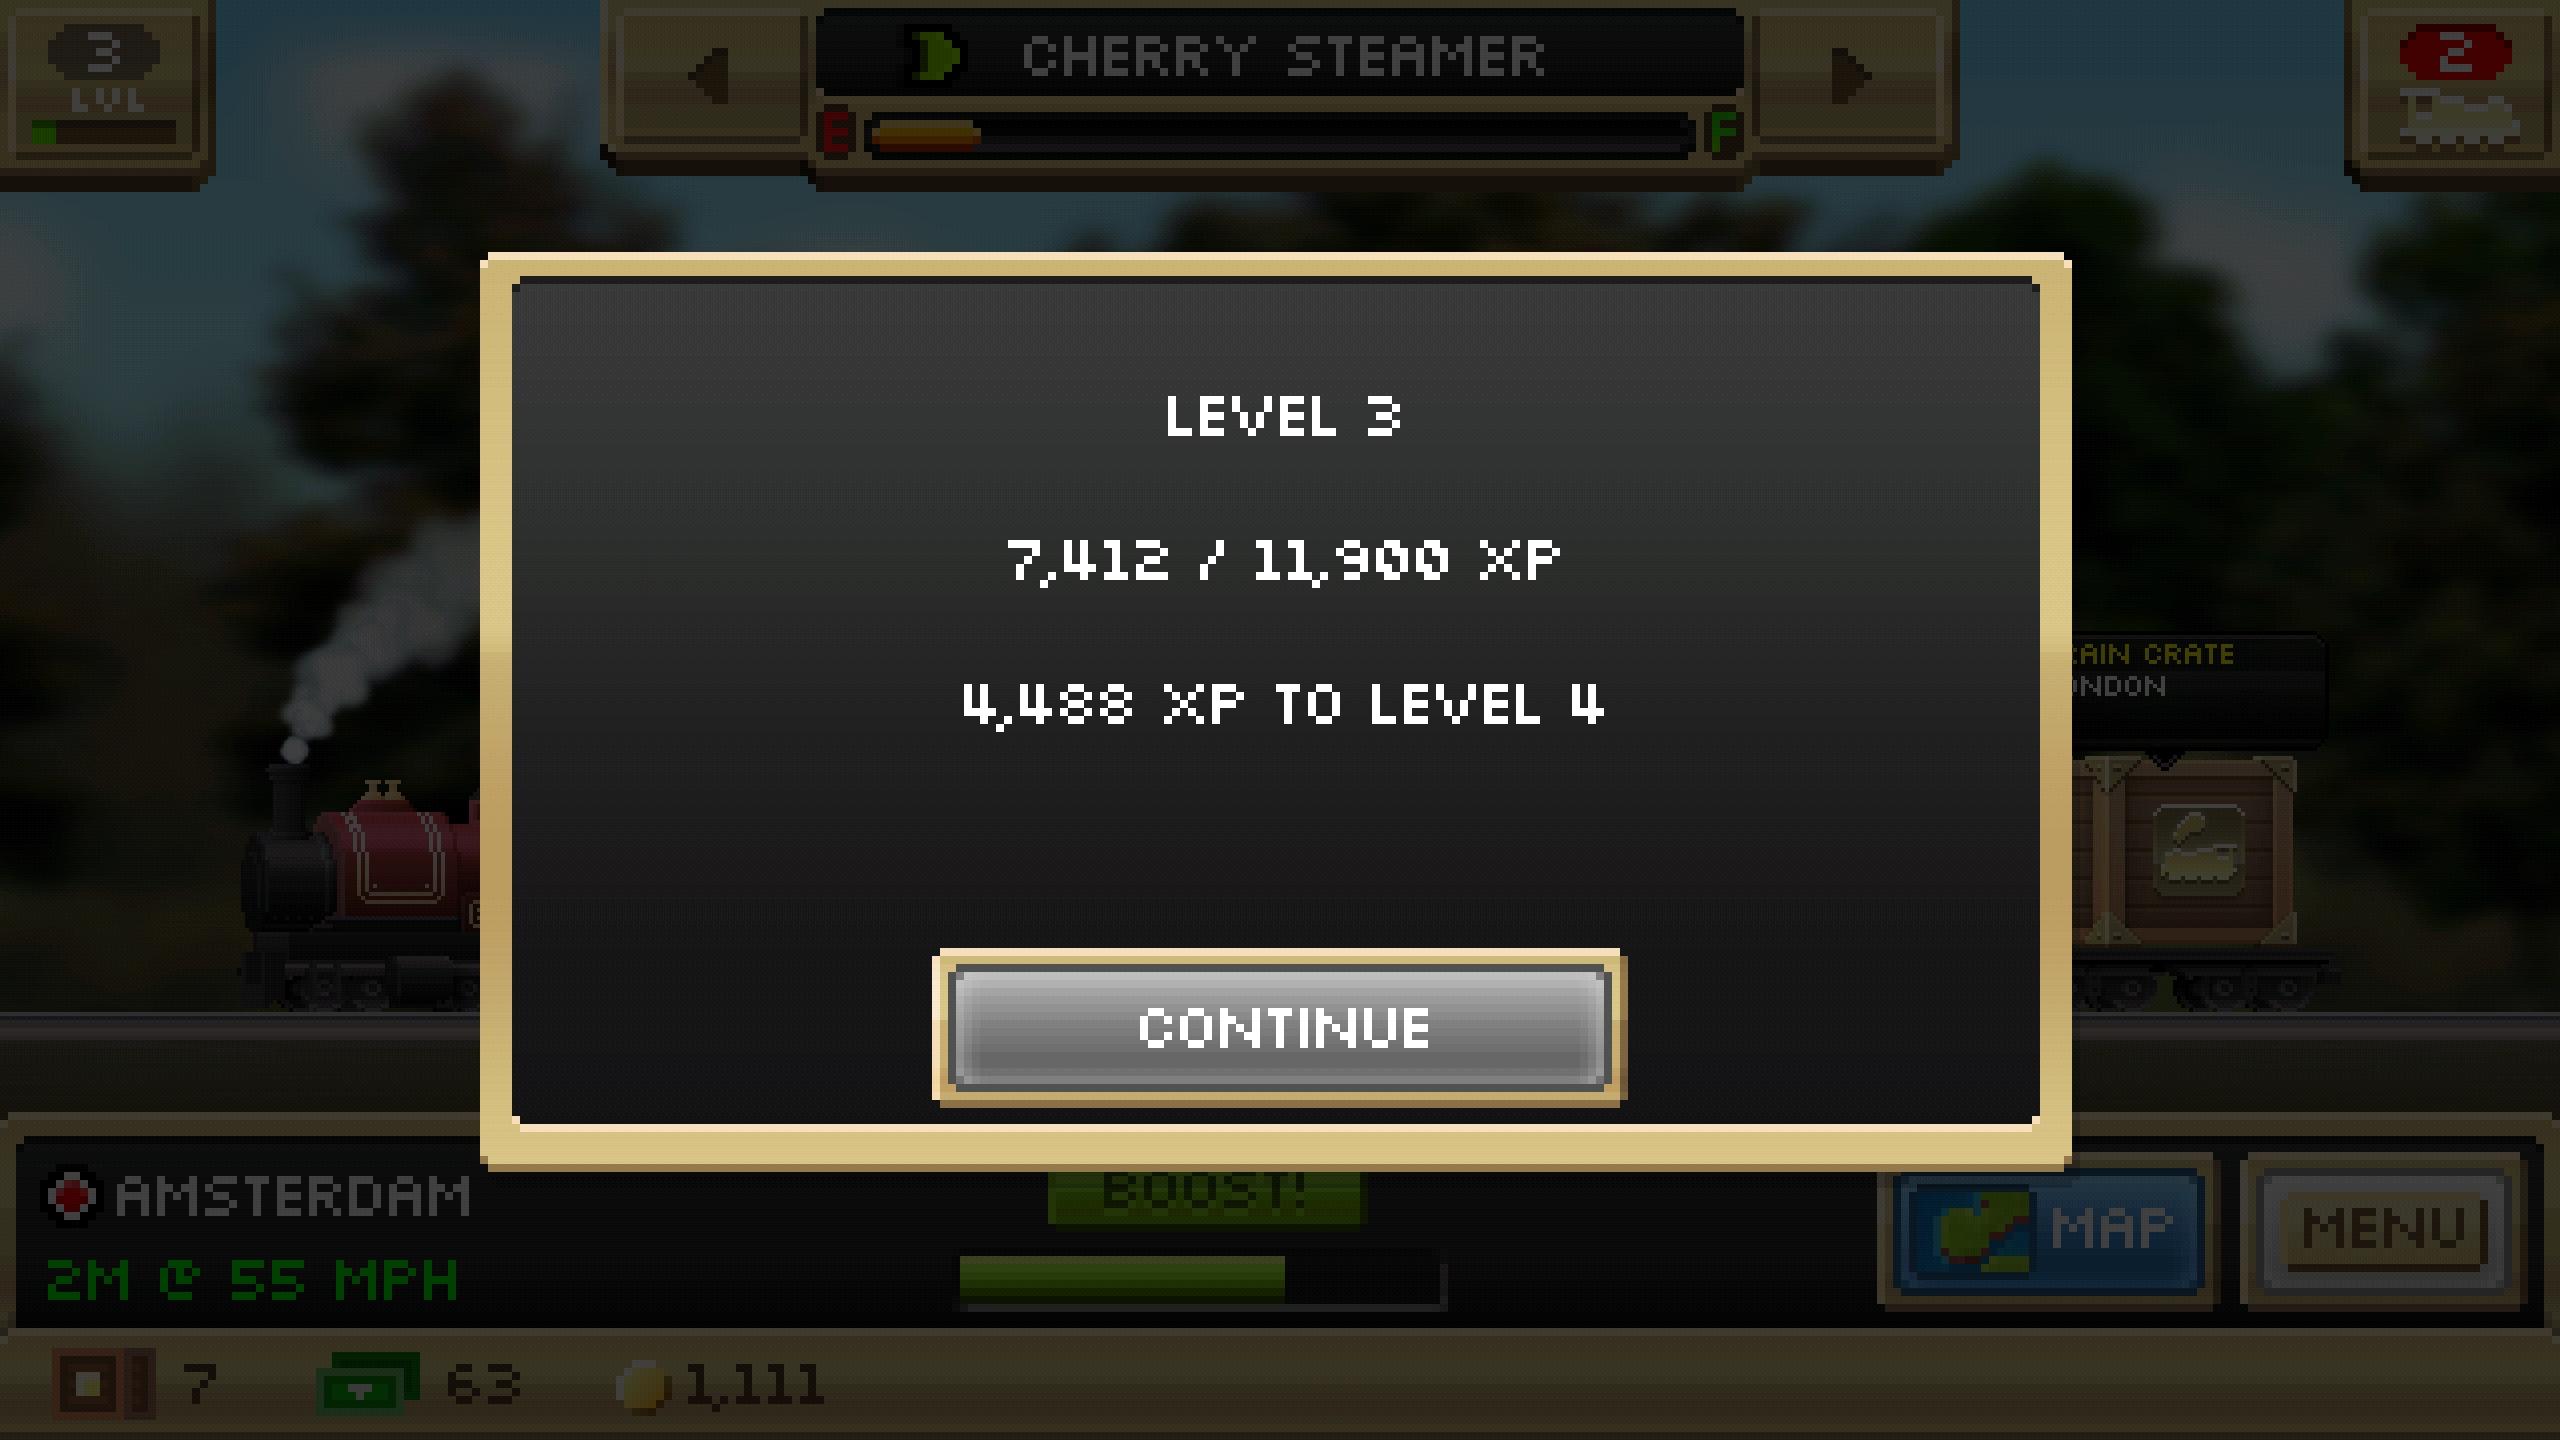 3
LVL
CHERRY STEAMER
E
F
2
LEVEL 3
7,412 / 11,900 XP
4,488 XP TO LEVEL 4
CRATE
CONTINUE
AMSTERDAM
2M @ 55 MPH
BOOST!
MAP
MENU
7
63
1,111